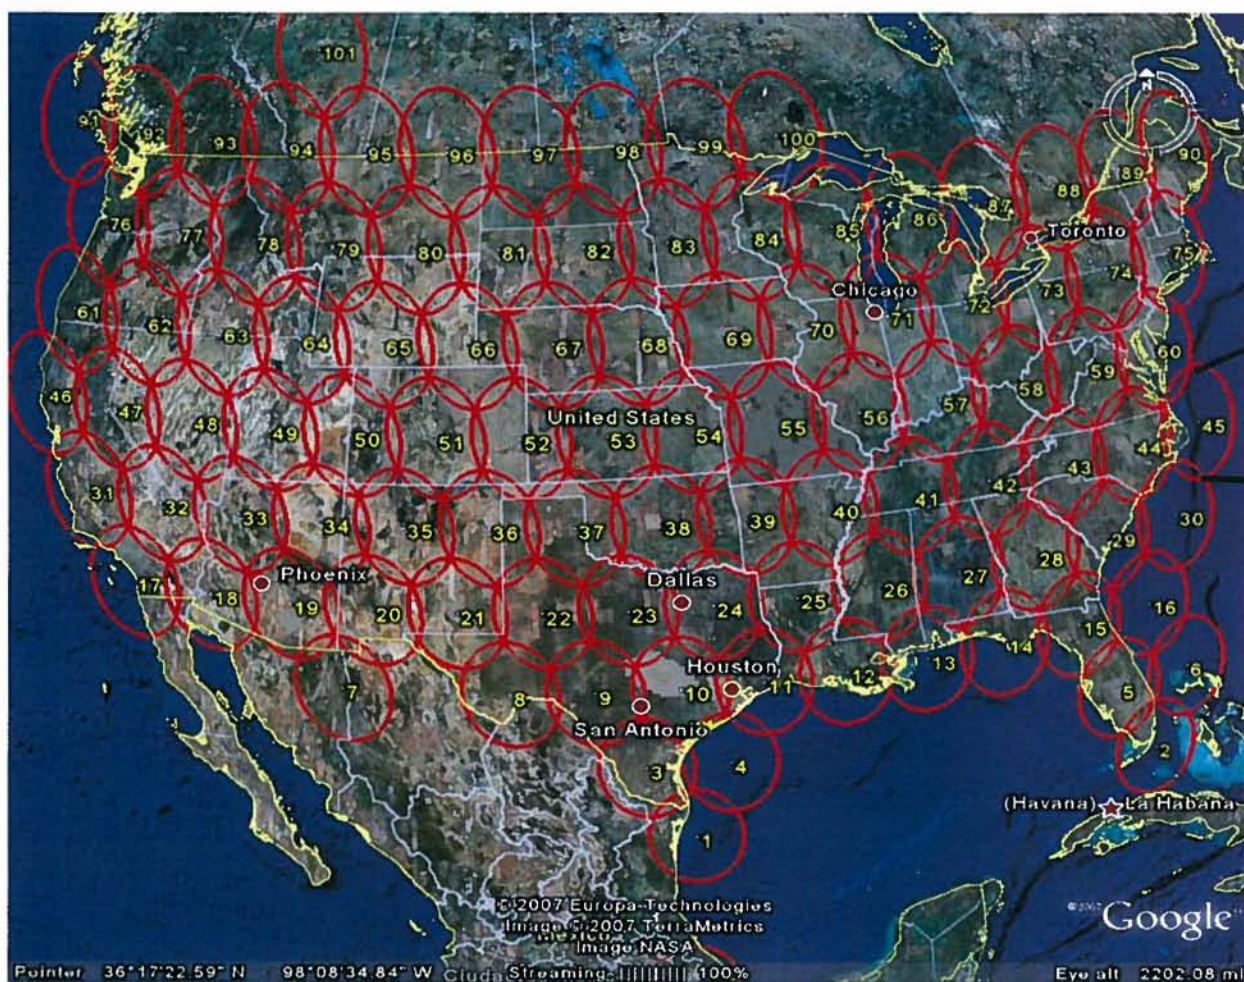 101
91 92 93 94 95 96 97 98 99 100
90
89
88
87
86
85
76 77 78 79 80 81 82 83 84
Toronto
75
74
73
72
Chicago
71
61 62 63 64 65 66 67 68 69 70
60
59
58
57
56
46 47 48 49 50 51 52 53 54 55
United States
45
44
43
42
41
31 32 33 34 35 36 37 38 39 40
30
29
28
27
26
Phoenix
Dallas
17 18 19 20 21 22 23 24 25
16
15
14
13
12
Houston
7 8 9 10 11
6
5
San Antonio
3 4
2
(Havana) La Habana
1
© 2007 Europa Technologies
Image © 2007 TerraMetrics
Image NASA
©2007 Google™
Pointer 36°17'22.59" N 98°08'34.84" W Streaming 100% Eye alt 2202.08 mi